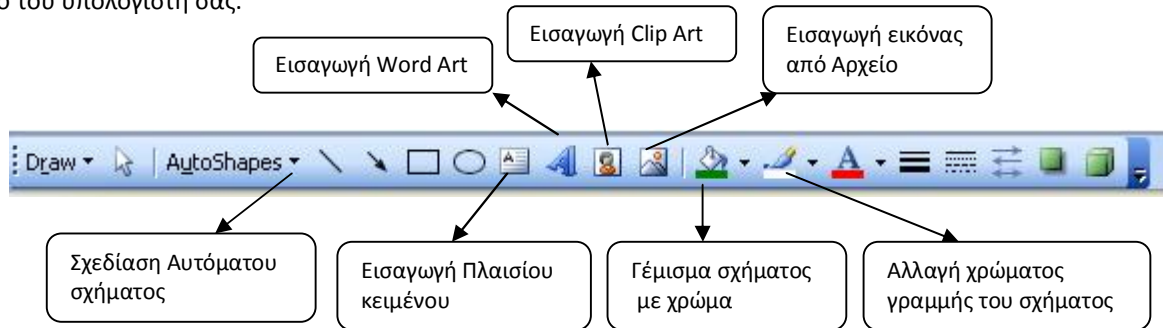 ο του υπολογιστή σας.
Εισαγωγή Word Art
Εισαγωγή Clip Art
Εισαγωγή εικόνας
από Αρχείο
Draw
AutoShapes
A
Σχεδίαση Αυτόματου
σχήματος
Εισαγωγή Πλαισίου
κειμένου
Γέμισμα σχήματος
με χρώμα
Αλλαγή χρώματος
γραμμής του σχήματος